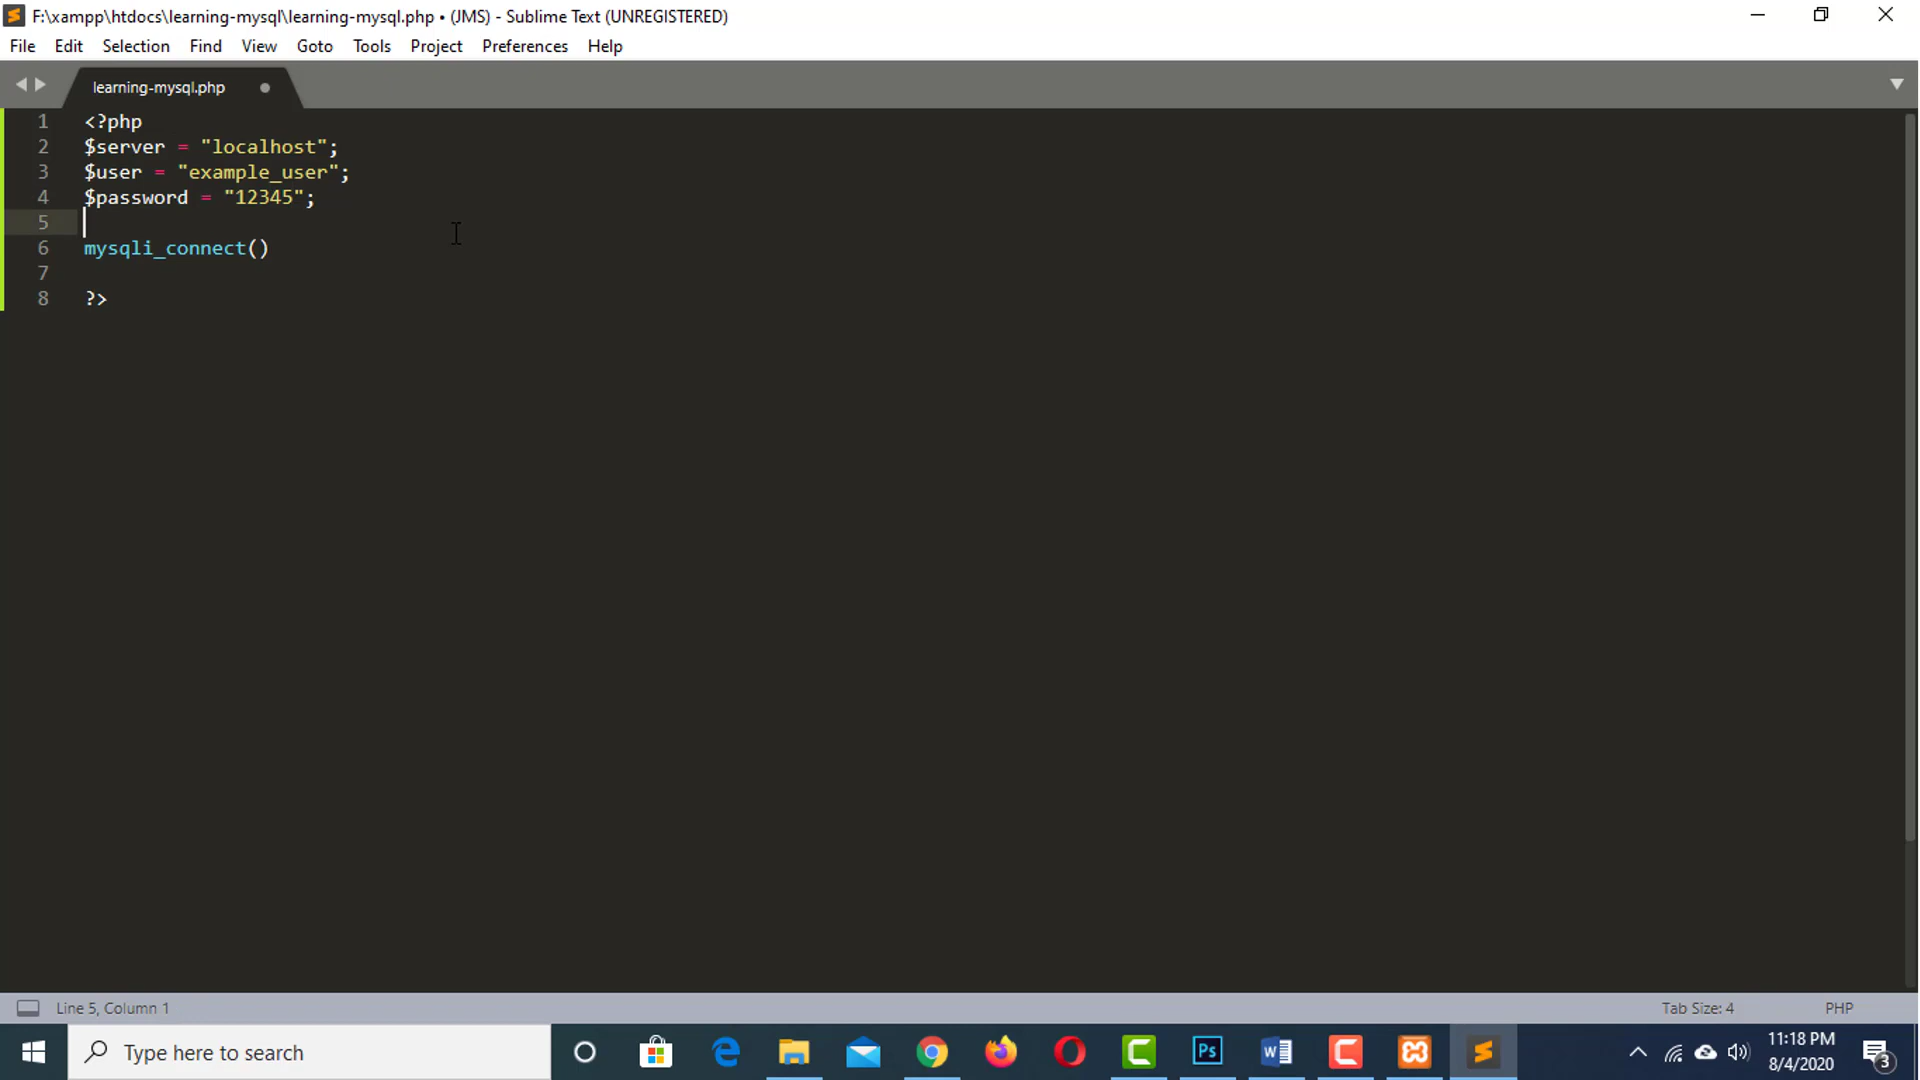 F:\xampp\htdocs\learning-mysql\learning-mysql.php • (JMS) - Sublime Text (UNREGISTERED)
File Edit Selection Find View Goto Tools Project Preferences Help
learning-mysql.php
1 <?php
2 $server = "localhost";
3 $user = "example_user";
4 $password = "12345";
5
6 mysqli_connect()
7
8 ?>
Line 5, Column 1 Tab Size: 4 PHP
Type here to search
Ps
11:18 PM
8/4/2020
3